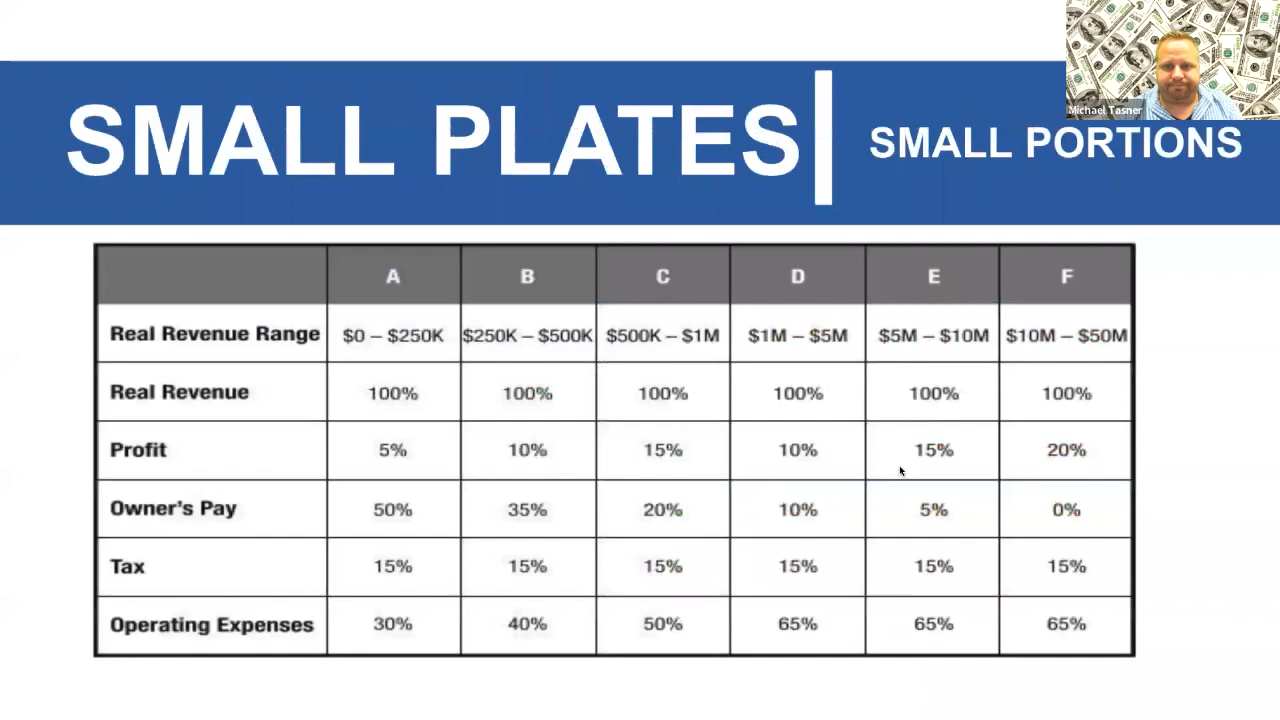 SMALL PLATES
SMALL PORTIONS
Michael Tasner
A B C D E F
Real Revenue Range $0 – $250K $250K – $500K $500K – $1M $1M – $5M $5M – $10M $10M – $50M
Real Revenue 100% 100% 100% 100% 100% 100%
Profit 5% 10% 15% 10% 15% 20%
Owner's Pay 50% 35% 20% 10% 5% 0%
Tax 15% 15% 15% 15% 15% 15%
Operating Expenses 30% 40% 50% 65% 65% 65%